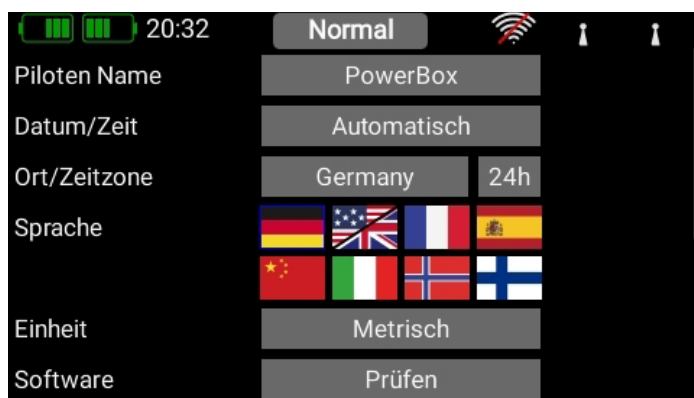 20:32 Normal
Piloten Name PowerBox
Datum/Zeit Automatisch
Ort/Zeitzone Germany 24h
Sprache
Einheit Metrisch
Software Prüfen